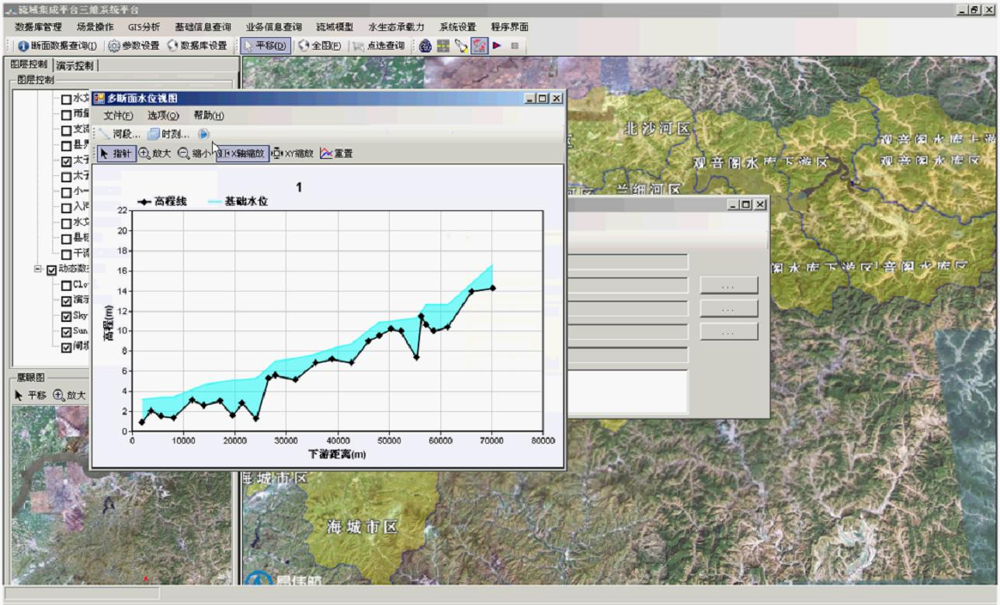 流域集成平台三维系统平台
数据库管理 场景操作 GIS分析 基础信息查询 业务信息查询 流域模型 水生态承载力 系统设置 程序界面
断面数据查询(I) 参数设置 数据库设置 平移(D) 全图(F) 点选查询
图层控制 演示控制
图层控制
多断面水位视图
文件(F) 选项(O) 帮助(H)
河段... 时刻...
指针 放大 缩小 X轴缩放 XY缩放 重置
1
高程线 基础水位
22
20
18
16
14
12
10
8
6
4
2
0
高程(m)
0 10000 20000 30000 40000 50000 60000 70000 80000
下游距离(m)
水文
雨量
支流
县界
太子
太子
小一
入河
水文
县板
干流
动态数
演示
Sky
Sun
闸坝
鹰眼图
平移 放大
北沙河区
观音阁水库上游
观音阁水库下游区
观音阁水库区
兰细河区
阁水库下游区
音阁水库区
... 
...
...
海城市区
海城市区
易伟航